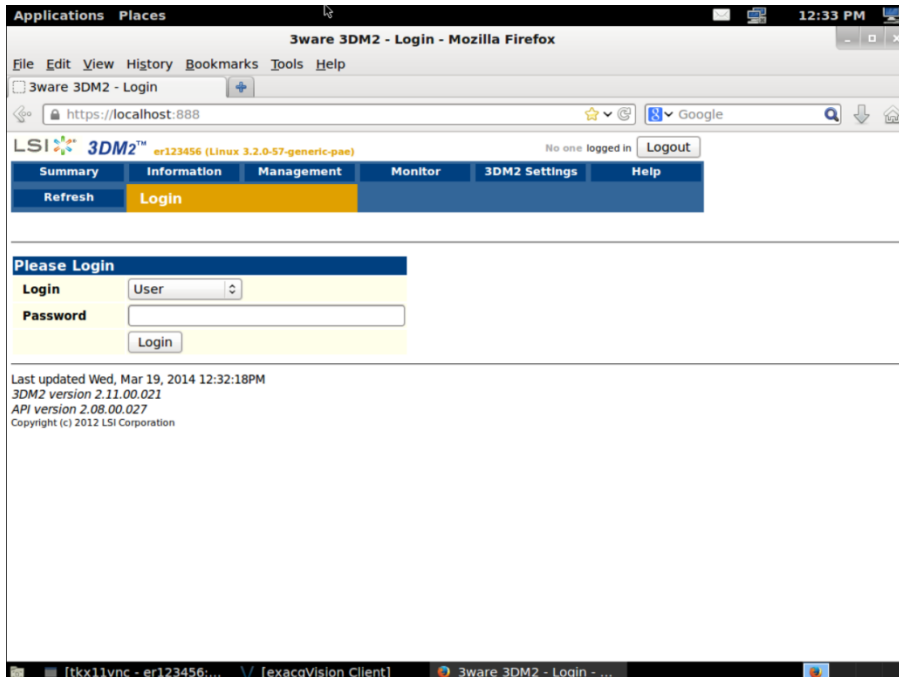 Applications Places 12:33 PM
3ware 3DM2 - Login - Mozilla Firefox
File Edit View History Bookmarks Tools Help
3ware 3DM2 - Login
https://localhost:888 Google
LSI 3DM2™ er123456 (Linux 3.2.0-57-generic-pae) No one logged in Logout
Summary Information Management Monitor 3DM2 Settings Help
Refresh Login
Please Login
Login User
Password
Login
Last updated Wed, Mar 19, 2014 12:32:18PM
3DM2 version 2.11.00.021
API version 2.08.00.027
Copyright (c) 2012 LSI Corporation
[tkx11vnc - er123456:... [exacqVision Client] 3ware 3DM2 - Login - ...